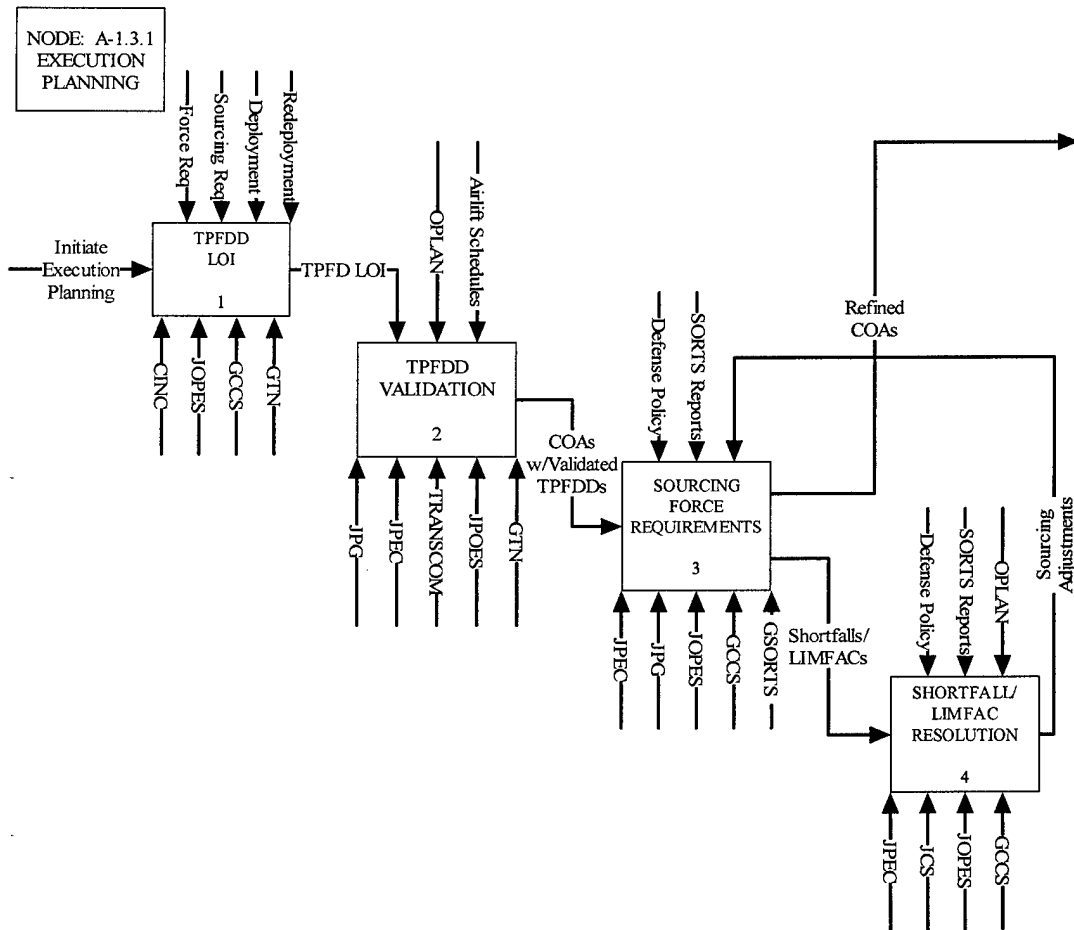 NODE: A-1.3.1
EXECUTION
PLANNING
Force Req
Sourcing Req
Deployment
Redeployment
Initiate
Execution
Planning
TPFDD
LOI
1
TPFD LOI
CINC
JOPES
GCCS
GTN
OPLAN
Airlift Schedules
TPFDD
VALIDATION
2
COAs
w/Validated
TPFDDs
JPG
JPEC
TRANSCOM
JPOES
GTN
Defense Policy
SORTS Reports
SOURCING
FORCE
REQUIREMENTS
3
Refined
COAs
Shortfalls/
LIMFACs
JPEC
JPG
JOPES
GCCS
GSORTS
Sourcing
Adjustments
Defense Policy
SORTS Reports
OPLAN
SHORTFALL/
LIMFAC
RESOLUTION
4
JPEC
JCS
JOPES
GCCS